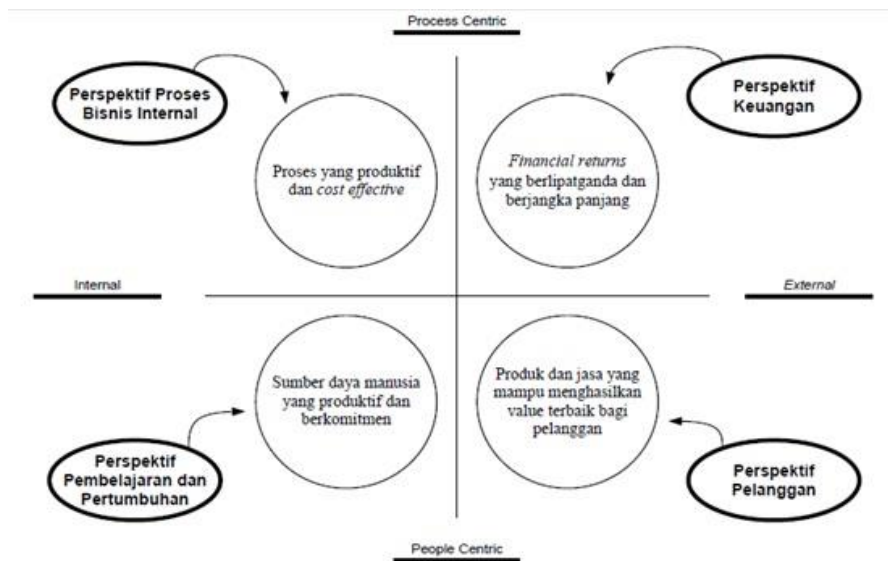 Process Centric
Perspektif Proses
Bisnis Internal
Perspektif
Keuangan
Proses yang produktif
dan cost effective
Financial returns
yang berlipatganda dan
berjangka panjang
Internal
External
Sumber daya manusia
yang produktif dan
berkomitmen
Produk dan jasa yang
mampu menghasilkan
value terbaik bagi
pelanggan
Perspektif
Pembelajaran dan
Pertumbuhan
Perspektif
Pelanggan
People Centric